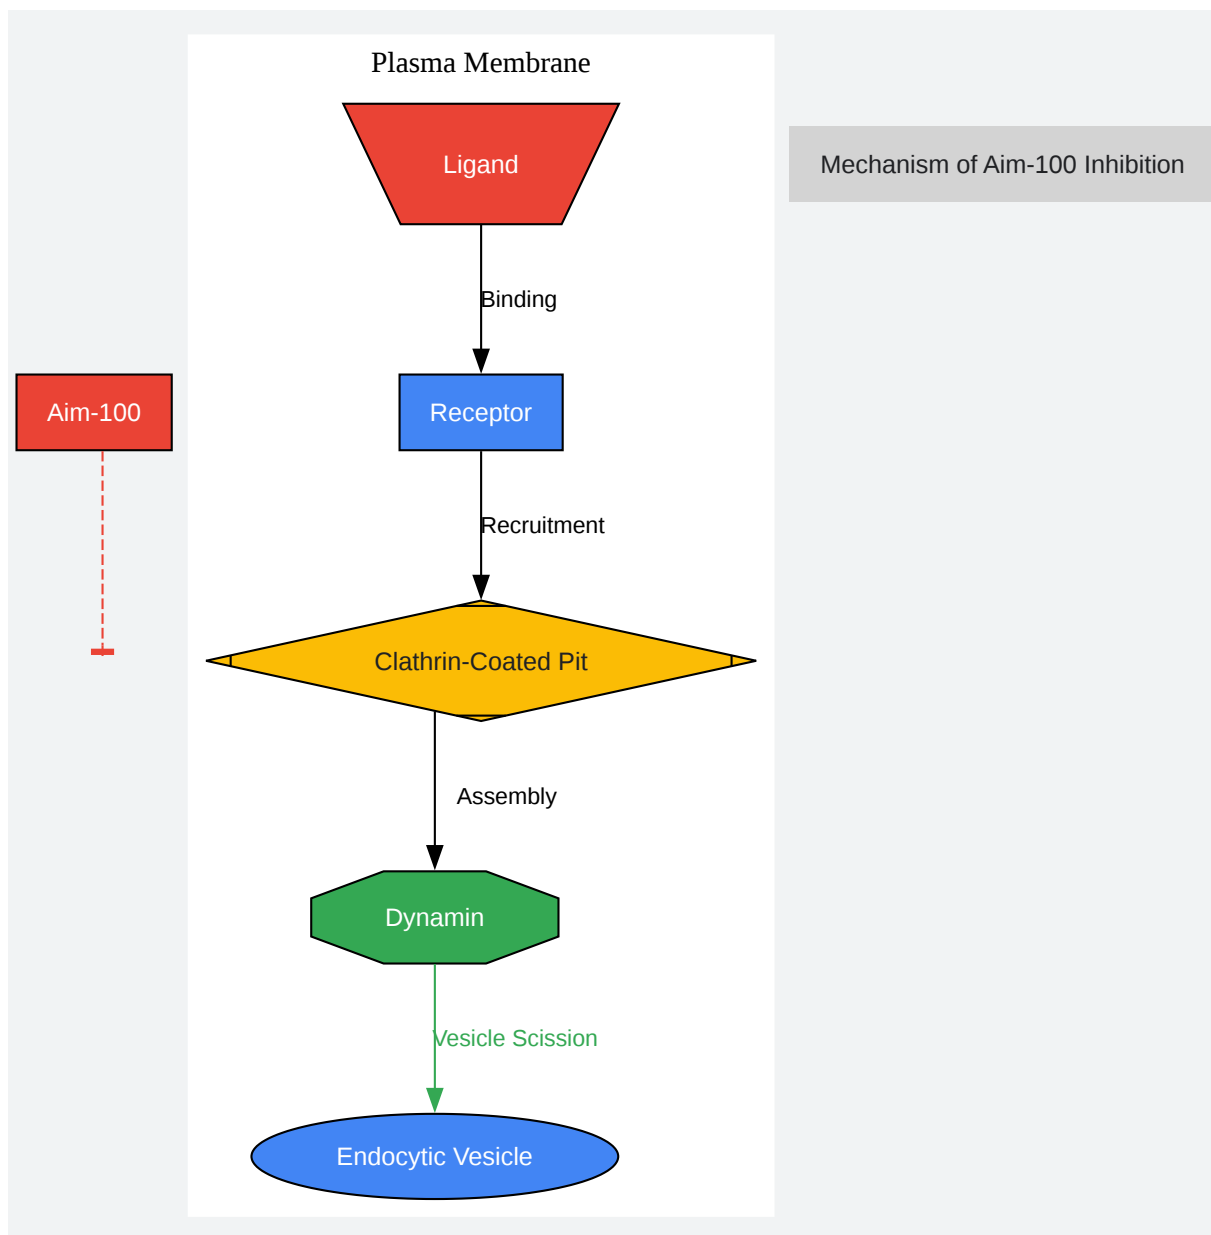 Plasma Membrane
Ligand
Mechanism of Aim-100 Inhibition
Binding
Aim-100
Receptor
Recruitment
Clathrin-Coated Pit
Assembly
Dynamin
Vesicle Scission
Endocytic Vesicle